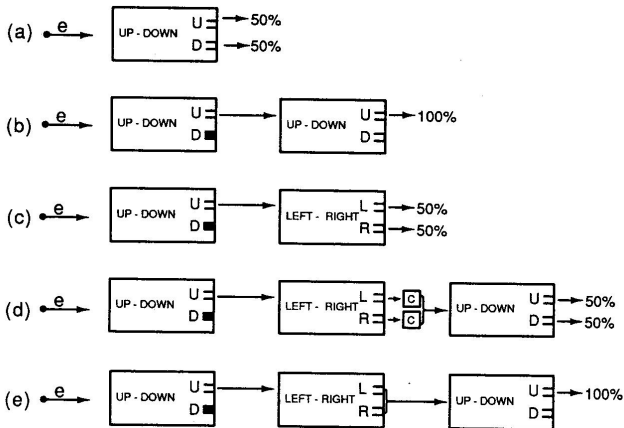 (a) e UP - DOWN U 50%
D 50%
(b) e UP - DOWN U UP - DOWN U 100%
D D
(c) e UP - DOWN U LEFT - RIGHT L 50%
D R 50%
(d) e UP - DOWN U LEFT - RIGHT L c UP - DOWN U 50%
D R c D 50%
(e) e UP - DOWN U LEFT - RIGHT L UP - DOWN U 100%
D R D